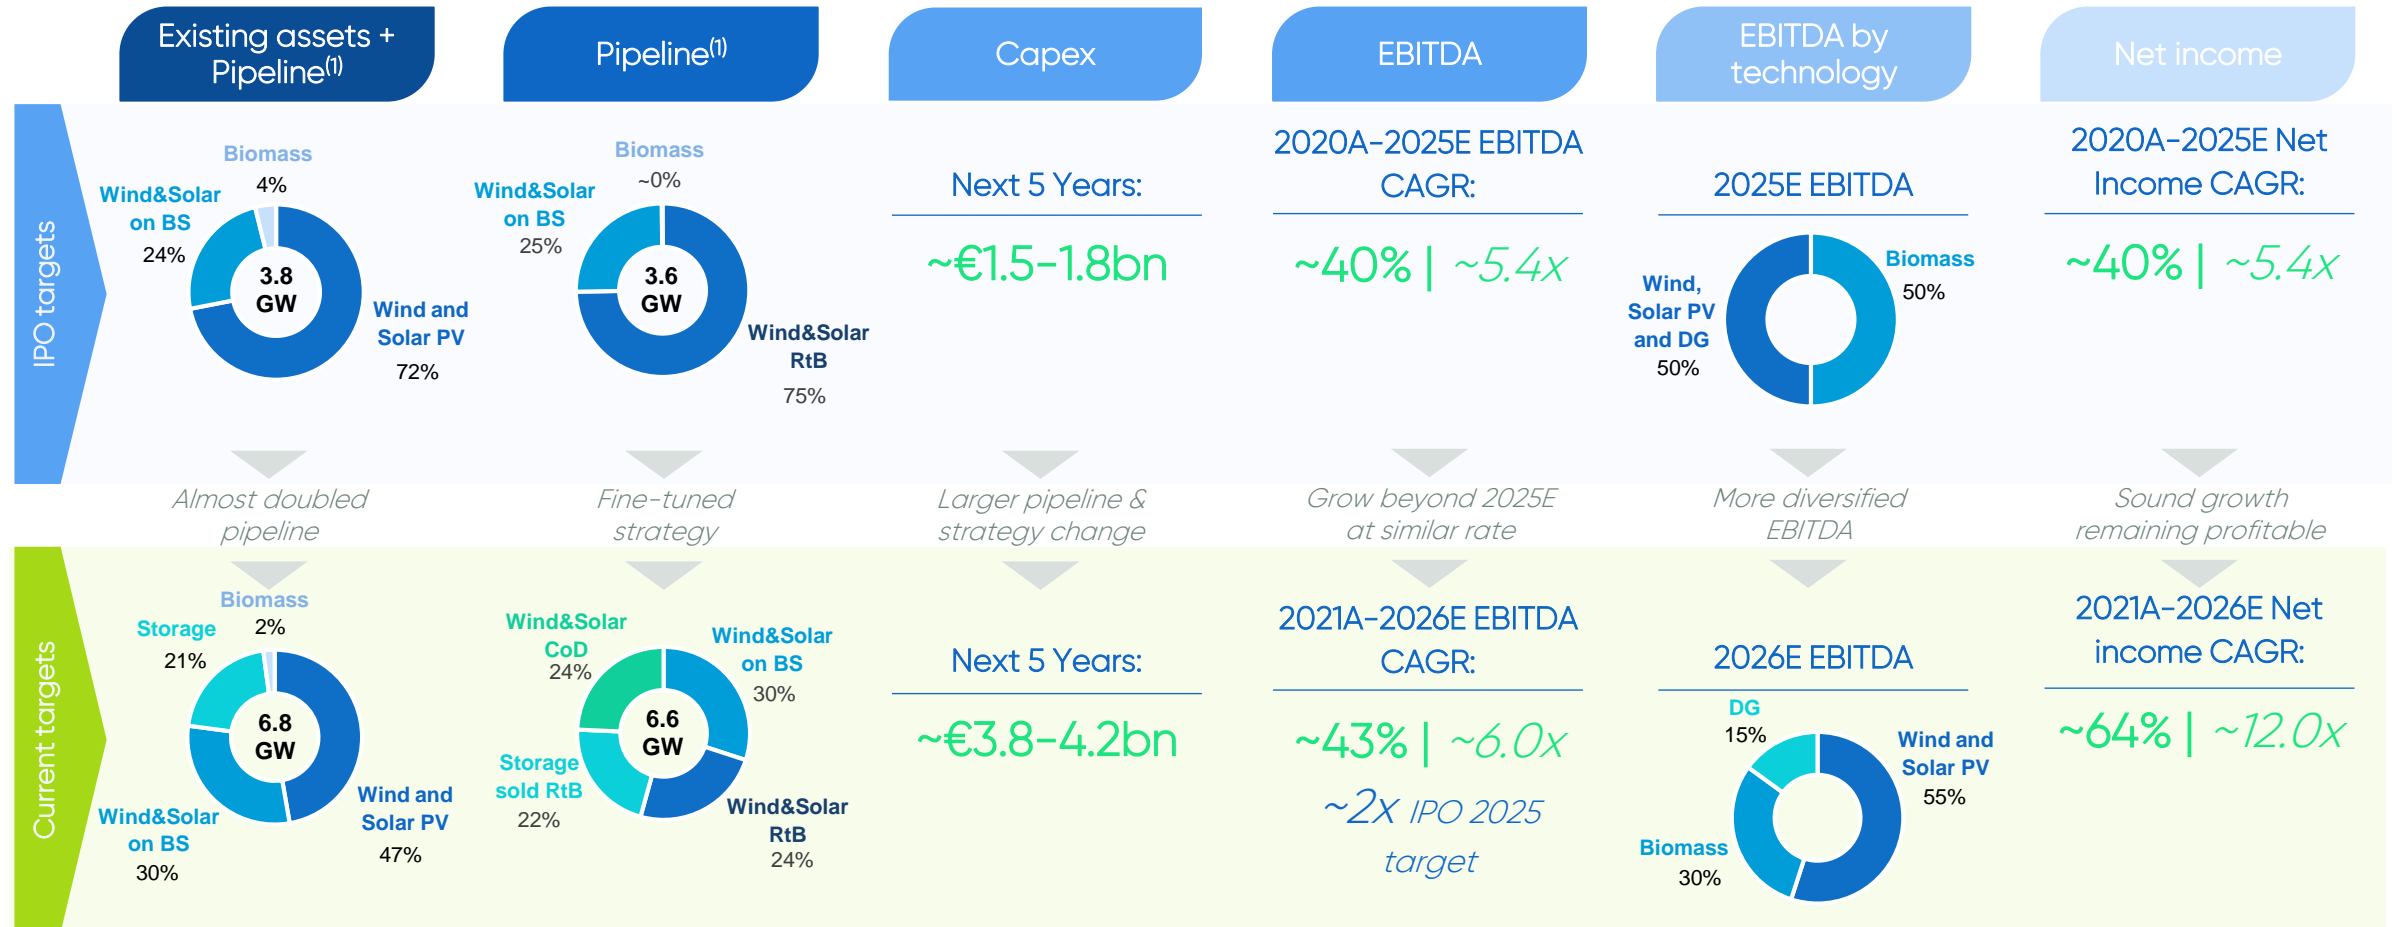 Existing assets +
Pipeline(1)
Pipeline(1)
Capex
EBITDA
EBITDA by
technology
Net income
IPO targets
Biomass
4%
Wind&Solar
on BS
24%
3.8
GW
Wind and
Solar PV
72%
Biomass
~0%
Wind&Solar
on BS
25%
3.6
GW
Wind&Solar
RtB
75%
Next 5 Years:
~€1.5-1.8bn
2020A-2025E EBITDA
CAGR:
~40% | ~5.4x
2025E EBITDA
Biomass
50%
Wind,
Solar PV
and DG
50%
2020A-2025E Net
Income CAGR:
~40% | ~5.4x
Almost doubled
pipeline
Fine-tuned
strategy
Larger pipeline &
strategy change
Grow beyond 2025E
at similar rate
More diversified
EBITDA
Sound growth
remaining profitable
Current targets
Biomass
2%
Storage
21%
6.8
GW
Wind&Solar
on BS
30%
Wind and
Solar PV
47%
Wind&Solar
CoD
24%
Wind&Solar
on BS
30%
6.6
GW
Storage
sold RtB
22%
Wind&Solar
RtB
24%
Next 5 Years:
~€3.8-4.2bn
2021A-2026E EBITDA
CAGR:
~43% | ~6.0x
~2x IPO 2025
target
2026E EBITDA
DG
15%
Wind and
Solar PV
55%
Biomass
30%
2021A-2026E Net
income CAGR:
~64% | ~12.0x